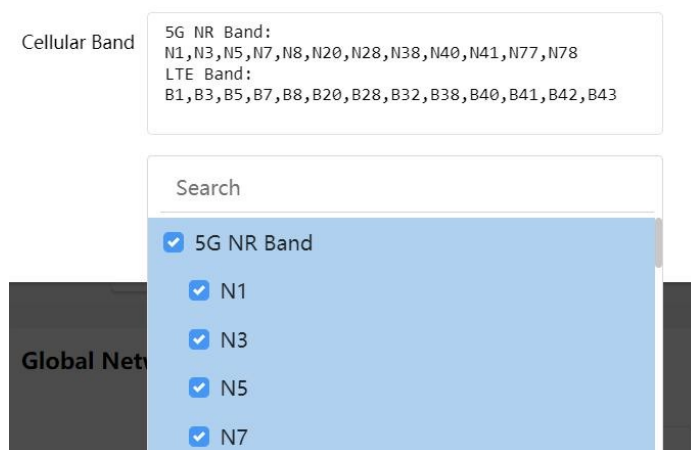 Cellular Band
5G NR Band:
N1,N3,N5,N7,N8,N20,N28,N38,N40,N41,N77,N78
LTE Band:
B1,B3,B5,B7,B8,B20,B28,B32,B38,B40,B41,B42,B43
Search
5G NR Band
N1
N3
Global Net
N5
N7